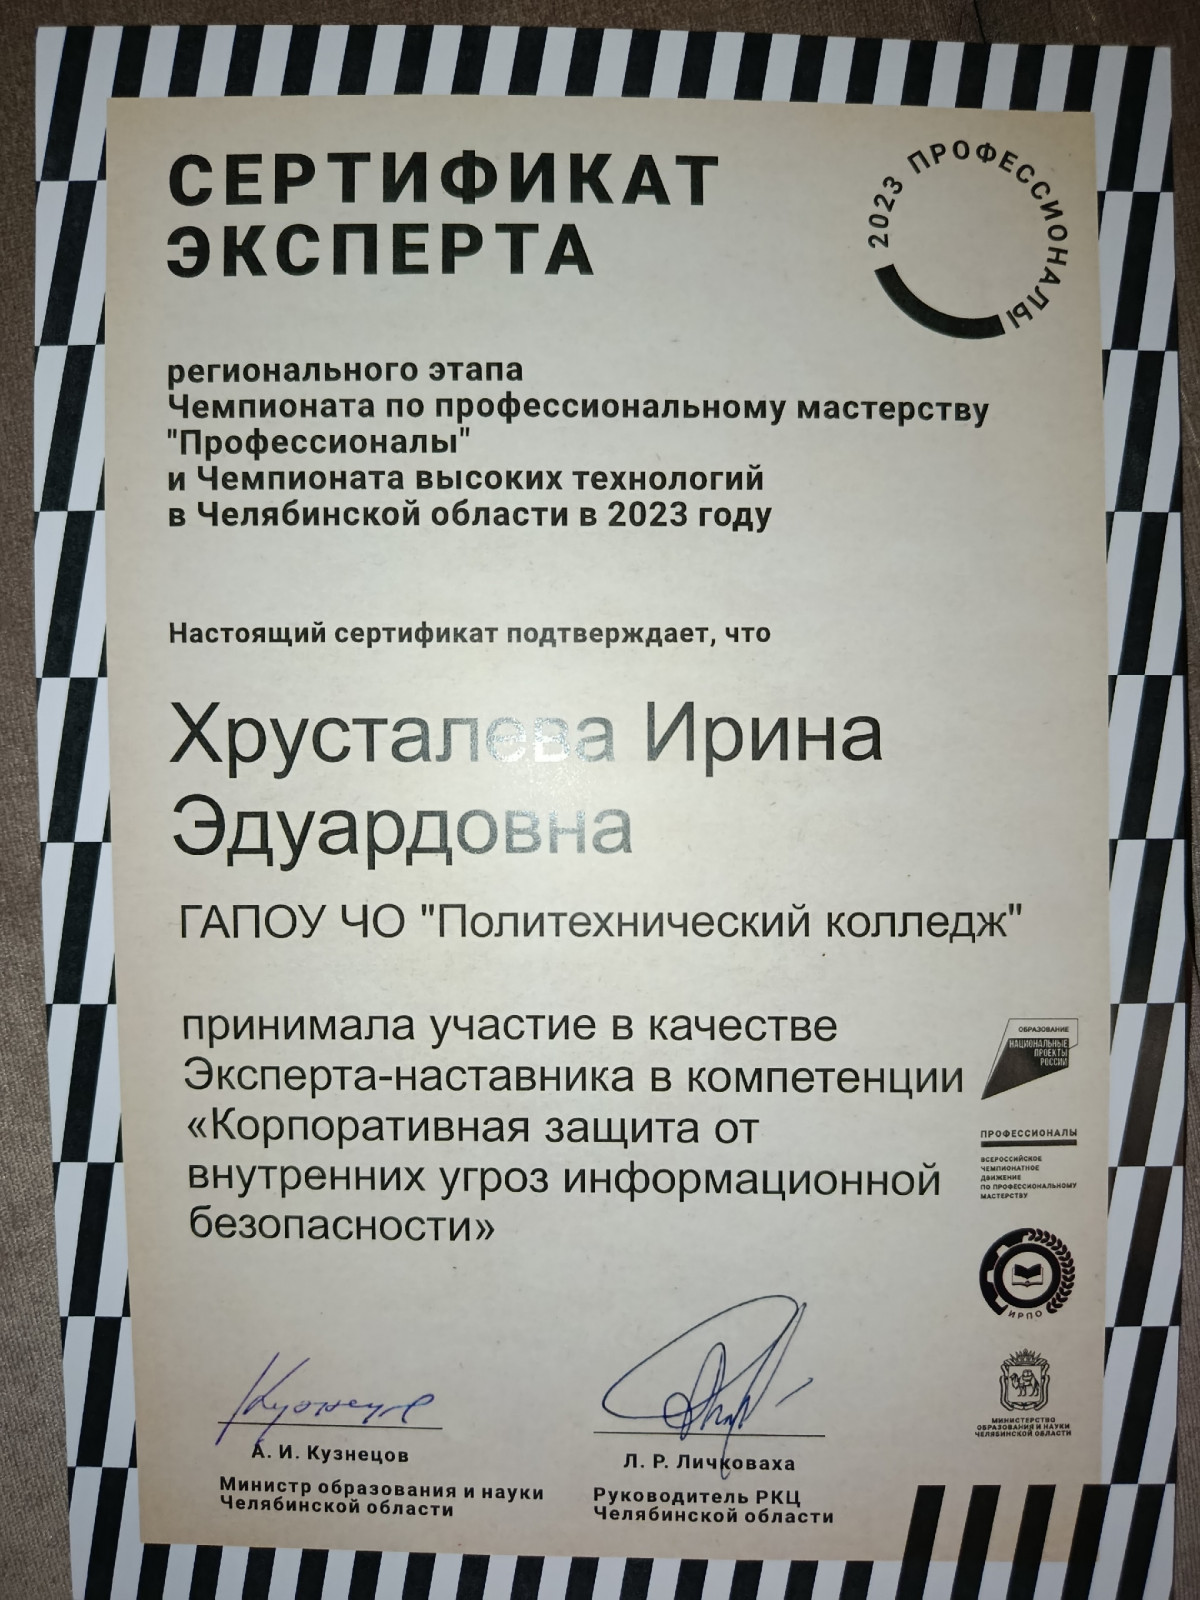 СЕРТИФИКАТ
ЭКСПЕРТА
2023 ПРОФЕССИОНАЛЫ
регионального этапа
Чемпионата по профессиональному мастерству
"Профессионалы"
и Чемпионата высоких технологий
в Челябинской области в 2023 году
Настоящий сертификат подтверждает, что
Хрусталева Ирина
Эдуардовна
ГАПОУ ЧО "Политехнический колледж"
принимала участие в качестве
Эксперта-наставника в компетенции
«Корпоративная защита от
внутренних угроз информационной
безопасности»
ОБРАЗОВАНИЕ
НАЦИОНАЛЬНЫЕ
ПРОЕКТЫ
РОССИИ
ПРОФЕССИОНАЛЫ
ВСЕРОССИЙСКОЕ
ЧЕМПИОНАТНОЕ
ДВИЖЕНИЕ
ПО ПРОФЕССИОНАЛЬНОМУ
МАСТЕРСТВУ
ИРПО
МИНИСТЕРСТВО
ОБРАЗОВАНИЯ И НАУКИ
ЧЕЛЯБИНСКОЙ ОБЛАСТИ
А. И. Кузнецов
Министр образования и науки
Челябинской области
Л. Р. Личковаха
Руководитель РКЦ
Челябинской области